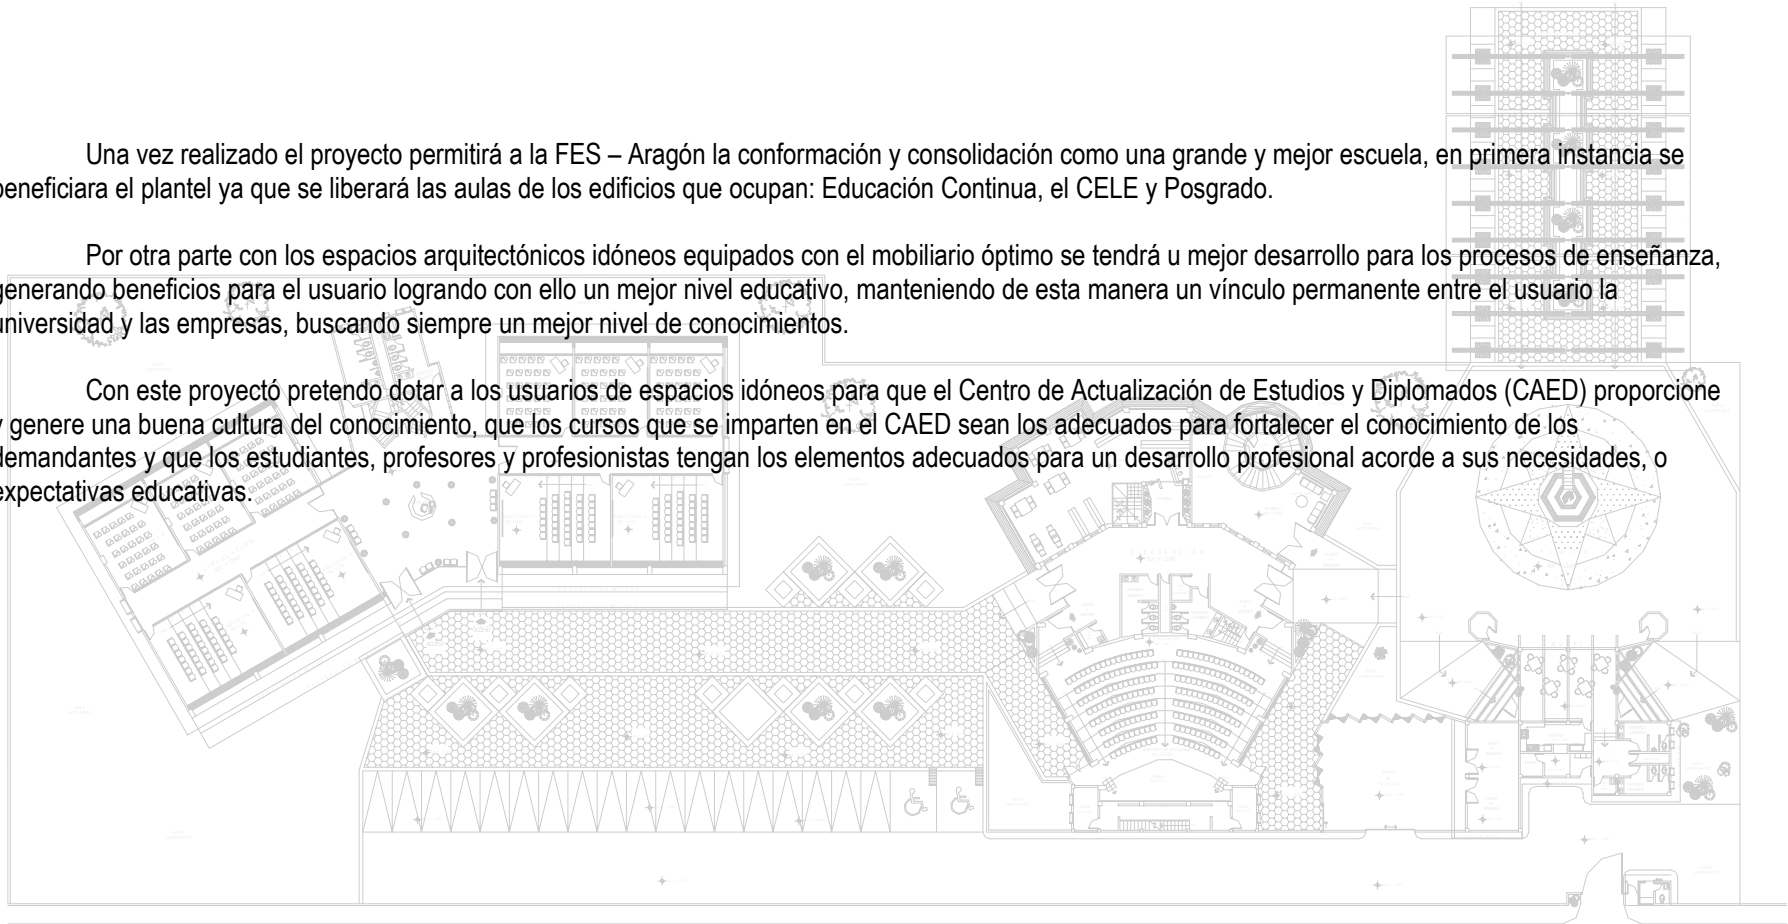 Una vez realizado el proyecto permitirá a la FES – Aragón la conformación y consolidación como una grande y mejor escuela, en primera instancia se
beneficiara el plantel ya que se liberará las aulas de los edificios que ocupan: Educación Continua, el CELE y Posgrado.
Por otra parte con los espacios arquitectónicos idóneos equipados con el mobiliario óptimo se tendrá u mejor desarrollo para los procesos de enseñanza,
generando beneficios para el usuario logrando con ello un mejor nivel educativo, manteniendo de esta manera un vínculo permanente entre el usuario la
universidad y las empresas, buscando siempre un mejor nivel de conocimientos.
Con este proyectó pretendo dotar a los usuarios de espacios idóneos para que el Centro de Actualización de Estudios y Diplomados (CAED) proporcione
y genere una buena cultura del conocimiento, que los cursos que se imparten en el CAED sean los adecuados para fortalecer el conocimiento de los
demandantes y que los estudiantes, profesores y profesionistas tengan los elementos adecuados para un desarrollo profesional acorde a sus necesidades, o
expectativas educativas.